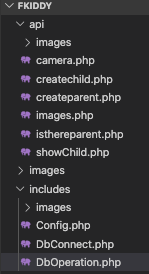 FKIDDY
api
images
camera.php
createchild.php
createparent.php
images.php
isthereparent.php
showChild.php
images
includes
images
Config.php
DbConnect.php
DbOperation.php